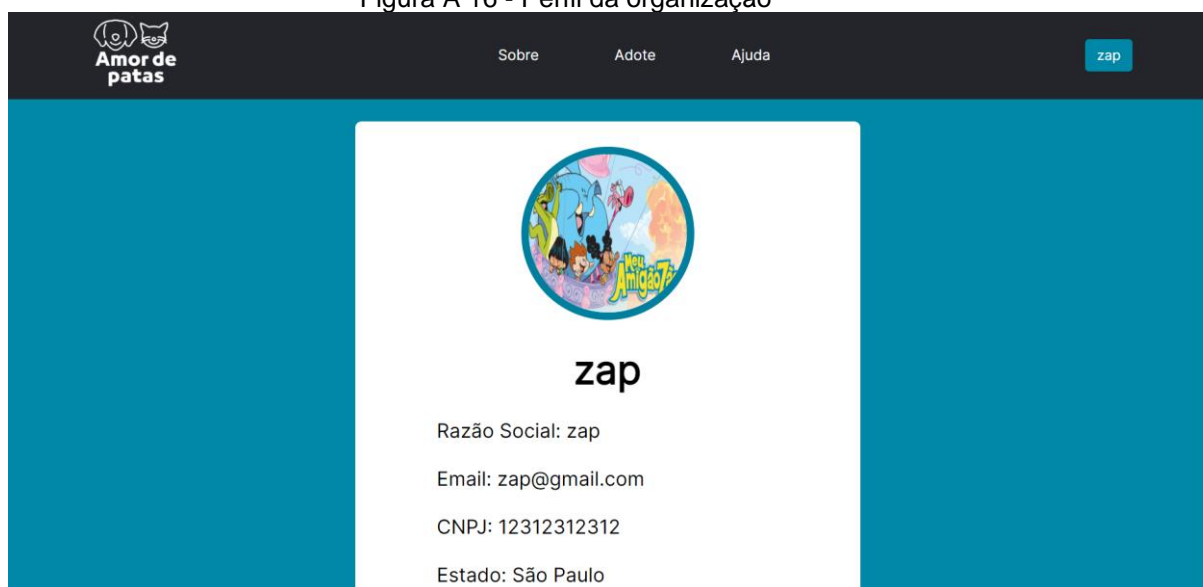 Figura A 16 - Perfil da organização
Amor de
patas
Sobre Adote Ajuda
zap
Meu
Amigão
zap
Razão Social: zap
Email: zap@gmail.com
CNPJ: 12312312312
Estado: São Paulo